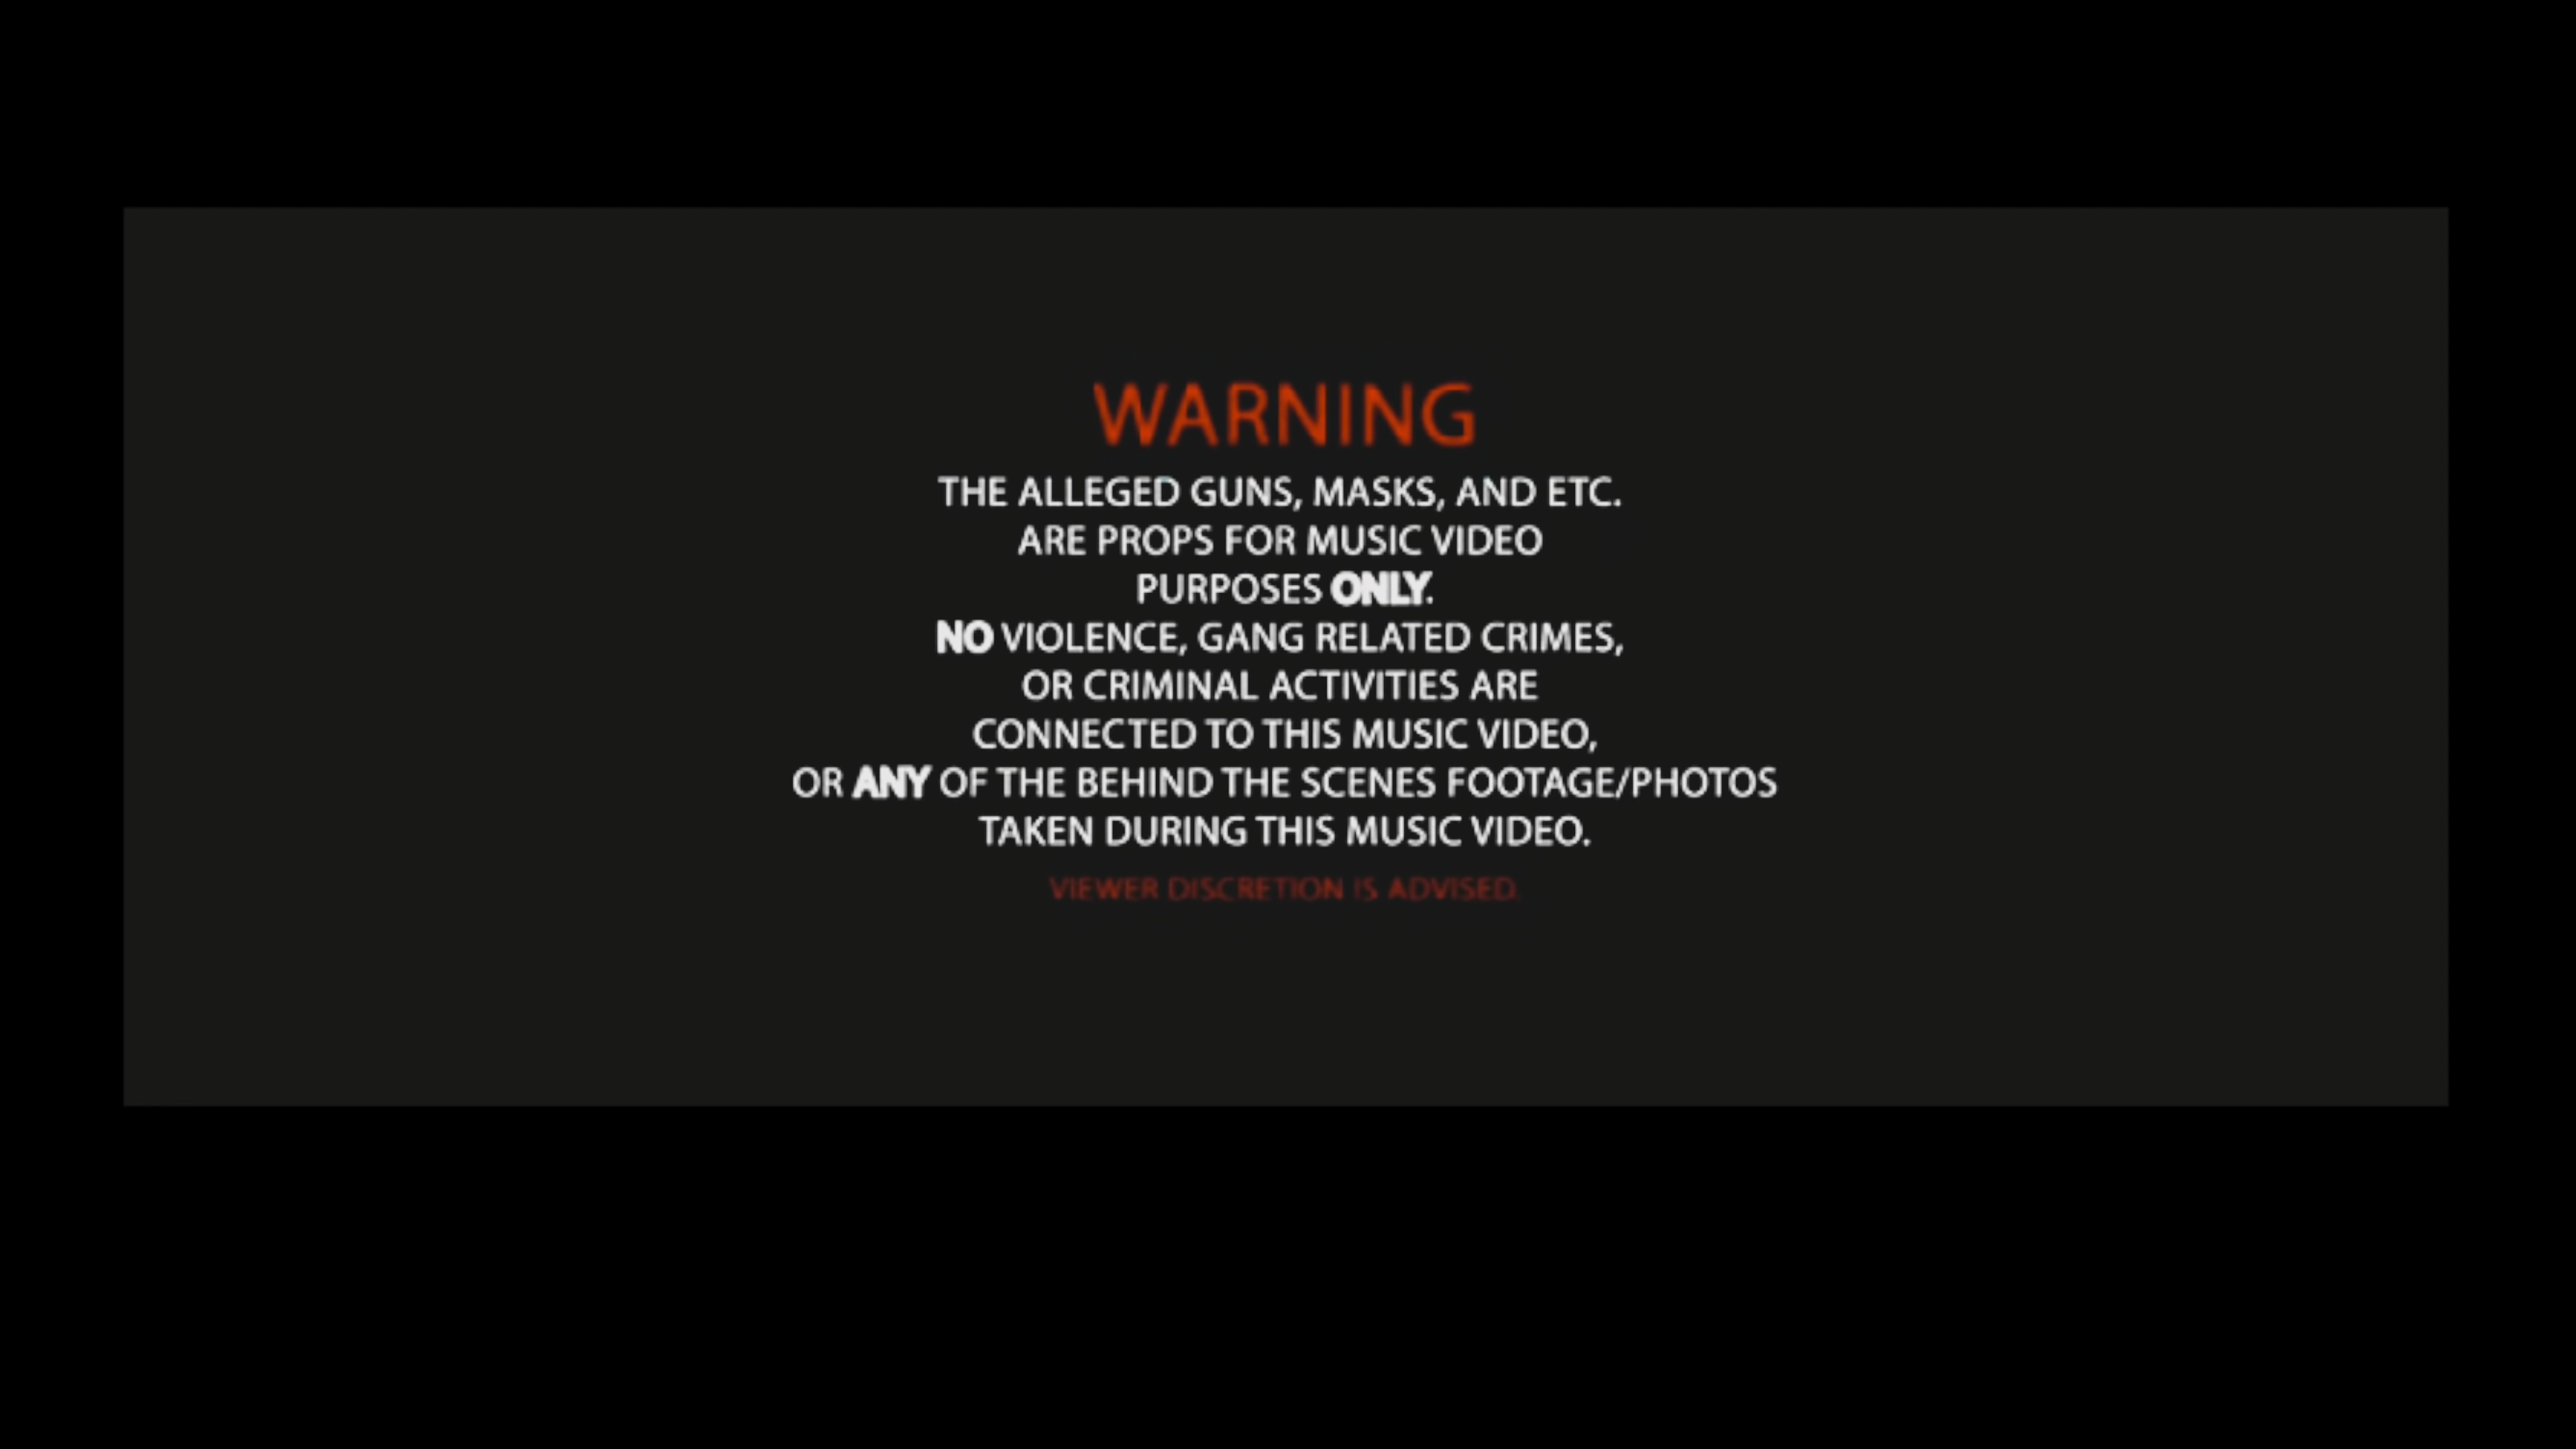 WARNING
THE ALLEGED GUNS, MASKS, AND ETC.
ARE PROPS FOR MUSIC VIDEO
PURPOSES ONLY.
NO VIOLENCE, GANG RELATED CRIMES,
OR CRIMINAL ACTIVITIES ARE
CONNECTED TO THIS MUSIC VIDEO,
OR ANY OF THE BEHIND THE SCENES FOOTAGE/PHOTOS
TAKEN DURING THIS MUSIC VIDEO.
VIEWER DISCRETION IS ADVISED.